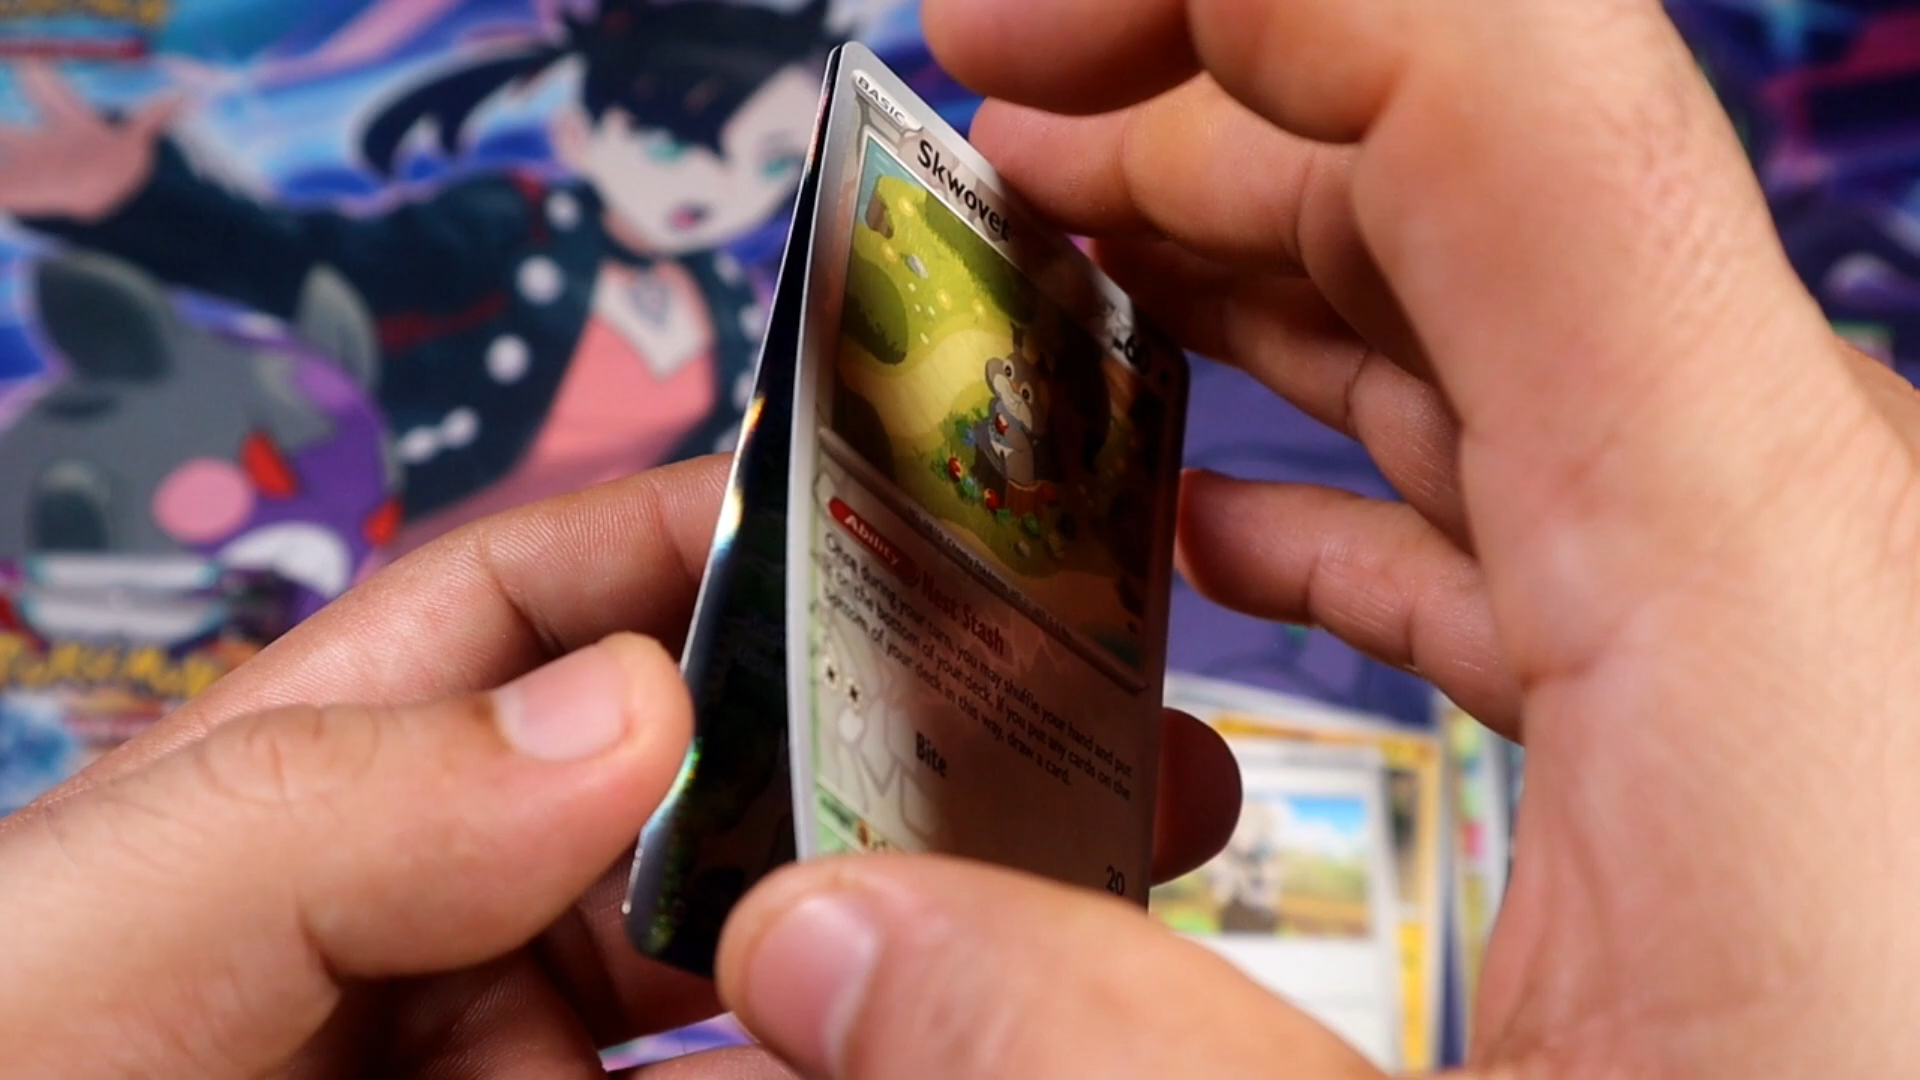 BASIC
Skwovet
60
Ability Nest Stash
Once during your turn, you may shuffle your hand and put
it on the bottom of your deck. If you put any cards on the
bottom of your deck in this way, draw a card.
Bite
20
POKÉMON